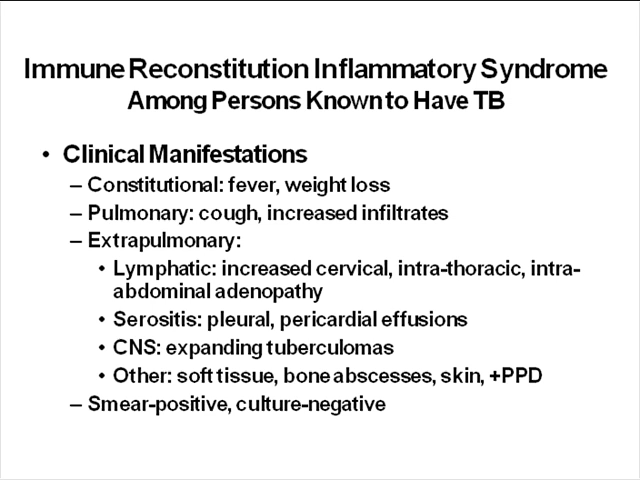 Immune Reconstitution Inflammatory Syndrome
Among Persons Known to Have TB
• Clinical Manifestations
– Constitutional: fever, weight loss
– Pulmonary: cough, increased infiltrates
– Extrapulmonary:
• Lymphatic: increased cervical, intra-thoracic, intra-
abdominal adenopathy
• Serositis: pleural, pericardial effusions
• CNS: expanding tuberculomas
• Other: soft tissue, bone abscesses, skin, +PPD
– Smear-positive, culture-negative